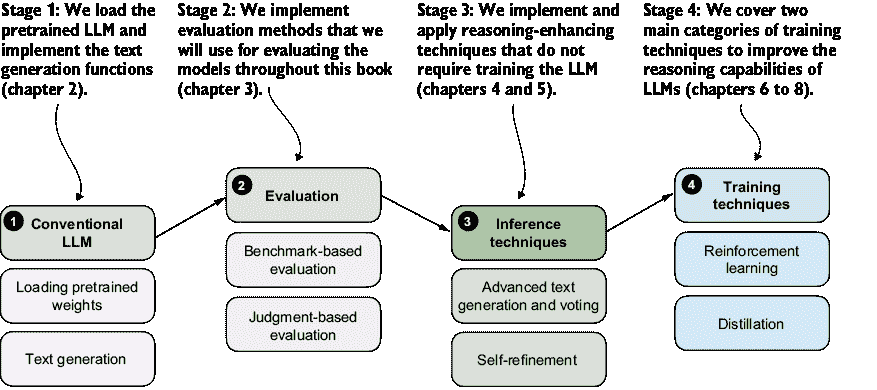 Stage 1: We load the
pretrained LLM and
implement the text
generation functions
(chapter 2).
Stage 2: We implement
evaluation methods that we
will use for evaluating the
models throughout this book
(chapter 3).
Stage 3: We implement and
apply reasoning-enhancing
techniques that do not
require training the LLM
(chapters 4 and 5).
Stage 4: We cover two
main categories of training
techniques to improve the
reasoning capabilities of
LLMs (chapters 6 to 8).
1
Conventional
LLM
Loading pretrained
weights
Text generation
2
Evaluation
Benchmark-based
evaluation
Judgment-based
evaluation
3
Inference
techniques
Advanced text
generation and voting
Self-refinement
4
Training
techniques
Reinforcement
learning
Distillation